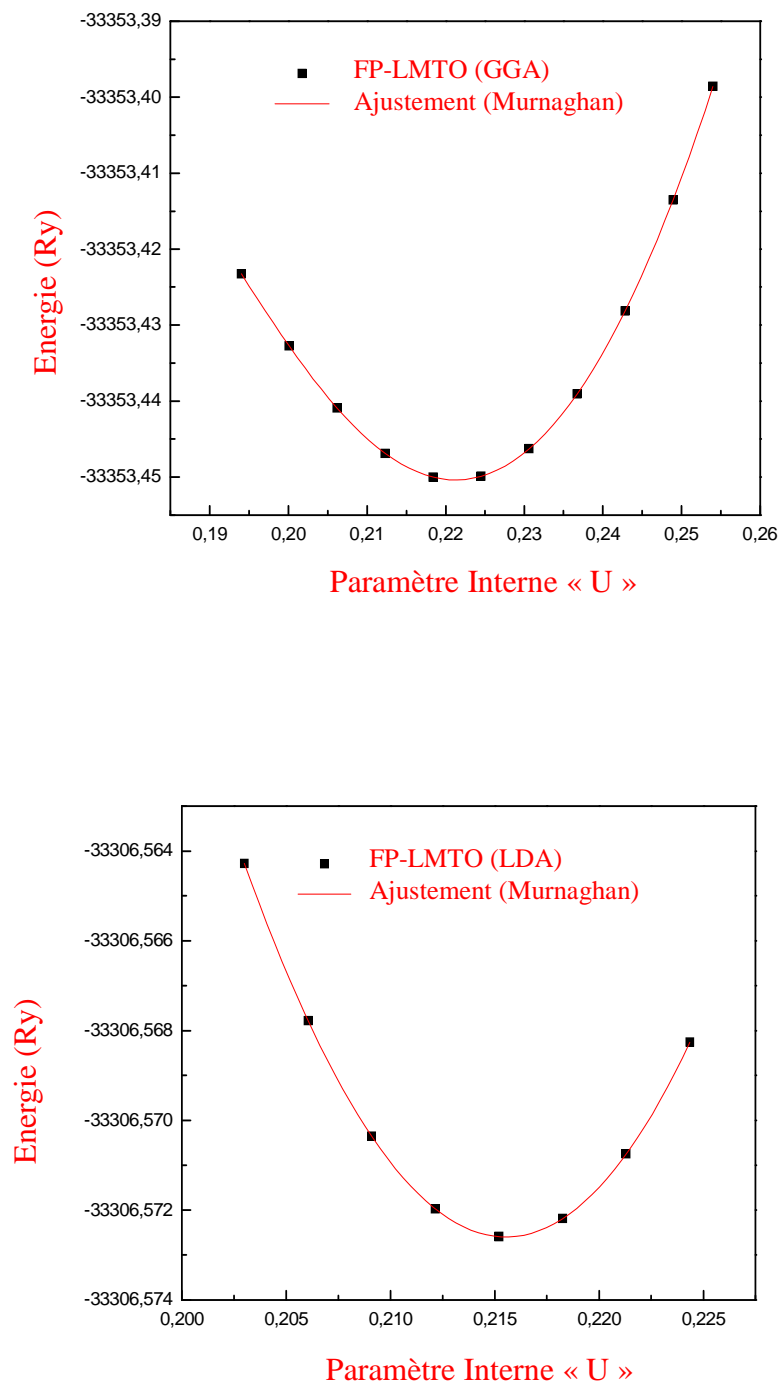 -33353,39
-33353,40
-33353,41
-33353,42
-33353,43
-33353,44
-33353,45
Energie (Ry)
FP-LMTO (GGA)
Ajustement (Murnaghan)
0,19 0,20 0,21 0,22 0,23 0,24 0,25 0,26
Paramètre Interne « U »
-33306,564
-33306,566
-33306,568
-33306,570
-33306,572
-33306,574
Energie (Ry)
FP-LMTO (LDA)
Ajustement (Murnaghan)
0,200 0,205 0,210 0,215 0,220 0,225
Paramètre Interne « U »